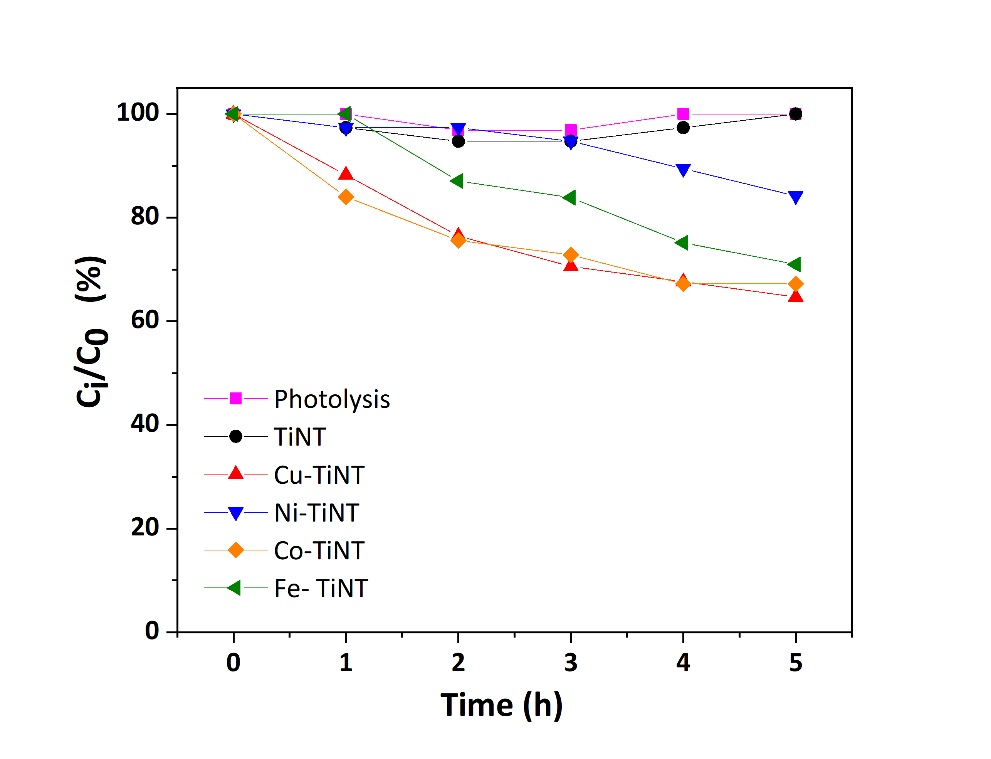 100
80
60
40
20
0
Ci/C0 (%)
Photolysis
TiNT
Cu-TiNT
Ni-TiNT
Co-TiNT
Fe- TiNT
0 1 2 3 4 5
Time (h)